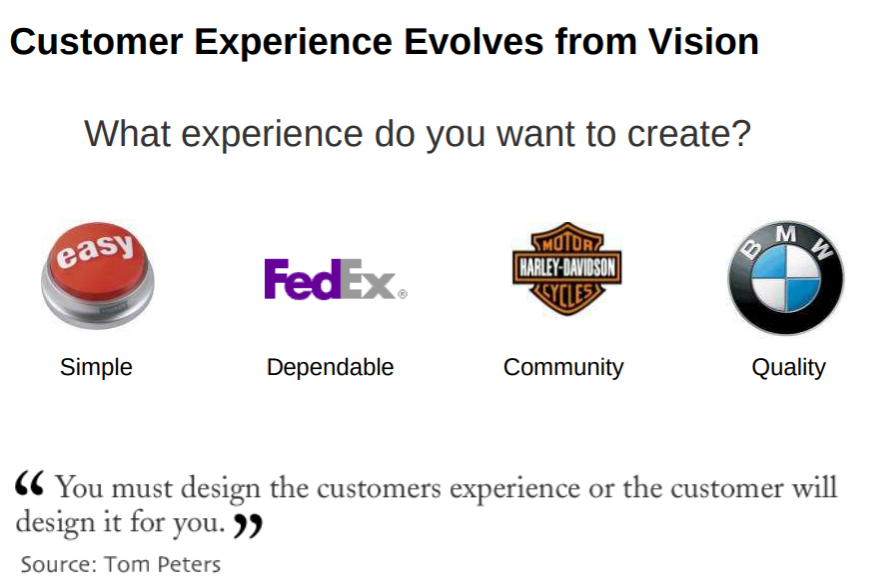 Customer Experience Evolves from Vision
What experience do you want to create?
easy
FedEx®
MOTOR
HARLEY-DAVIDSON
CYCLES
BMW
Simple
Dependable
Community
Quality
“ You must design the customers experience or the customer will
design it for you. ”
Source: Tom Peters